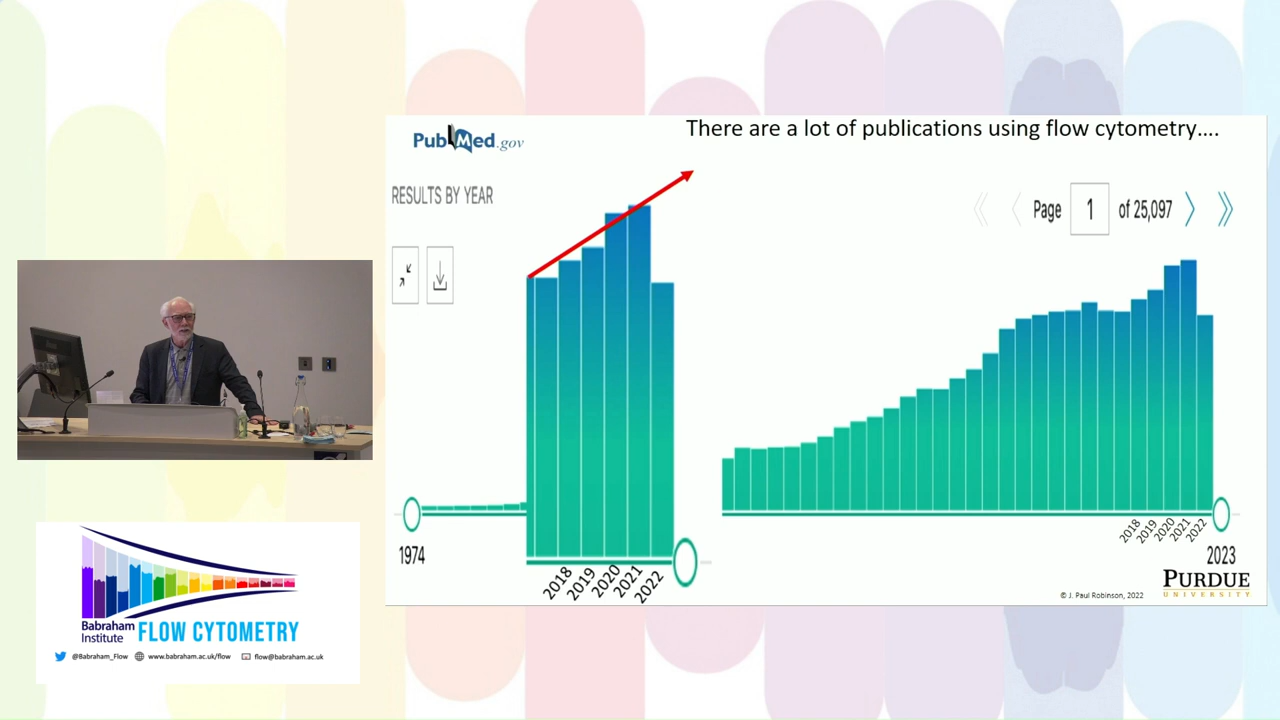 There are a lot of publications using flow cytometry....
PubMed.gov
RESULTS BY YEAR
Page 1 of 25,097
1974
2018
2019
2020
2021
2022
2018
2019
2020
2021
2022
2023
PURDUE
UNIVERSITY
© J. Paul Robinson, 2022
Babraham
Institute
FLOW CYTOMETRY
@Babraham_Flow www.babraham.ac.uk/flow flow@babraham.ac.uk